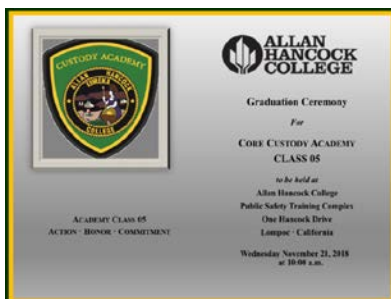 CUSTODY ACADEMY
ALLAN HANCOCK
EUREKA
COLLEGE
ACADEMY CLASS 05
ACTION · HONOR · COMMITMENT
ALLAN
HANCOCK
COLLEGE
Graduation Ceremony
For
CORE CUSTODY ACADEMY
CLASS 05
to be held at
Allan Hancock College
Public Safety Training Complex
One Hancock Drive
Lompoc - California
Wednesday November 21, 2018
at 10:00 a.m.